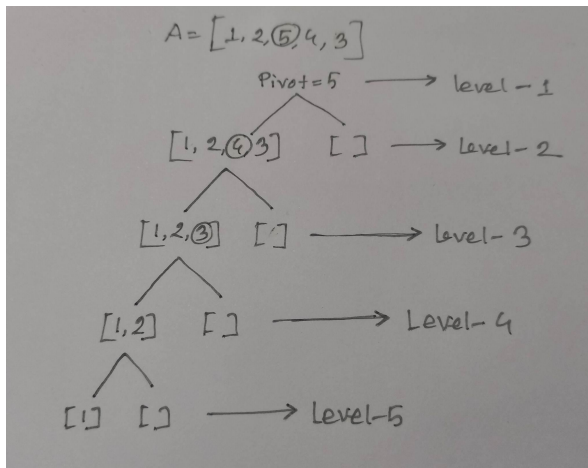 A = [1, 2, 5, 4, 3]
Pivot = 5 → level - 1
[1, 2, 4 3] [ ] → Level - 2
[1, 2, 3] [ ] → Level - 3
[1, 2] [ ] → Level - 4
[1] [ ] → Level-5